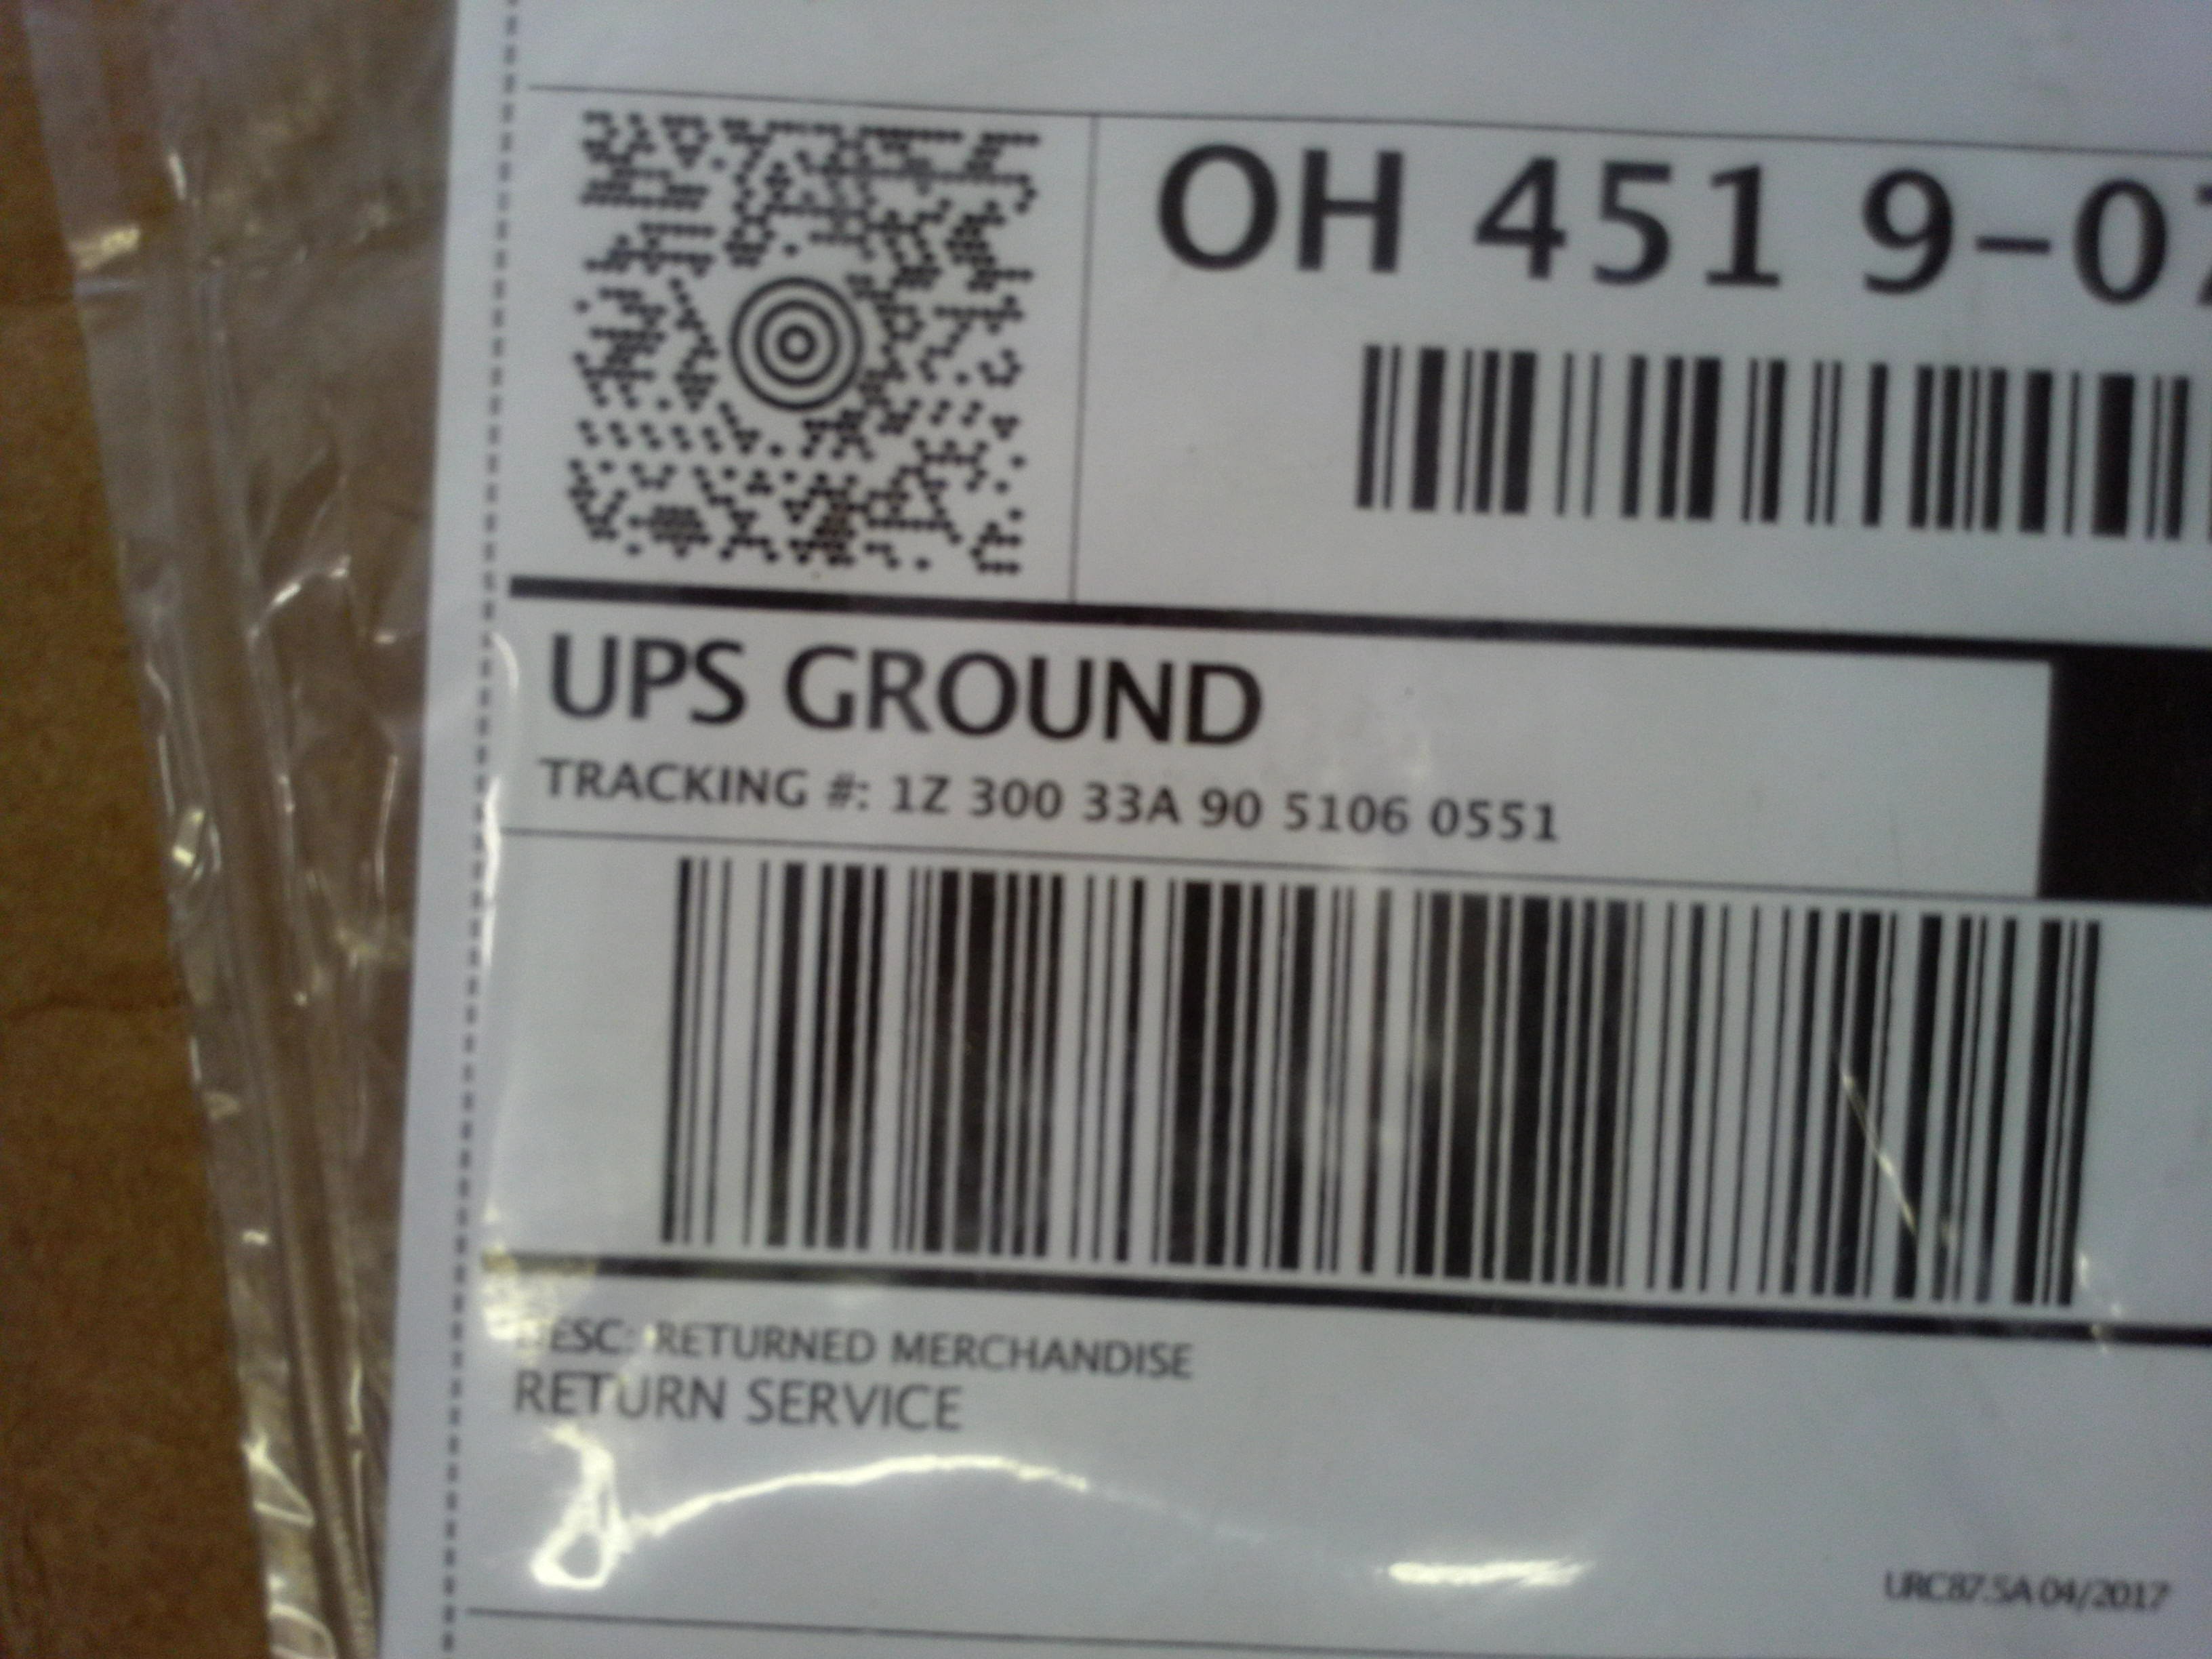 OH 451 9-0
UPS GROUND
TRACKING #: 1Z 300 33A 90 5106 0551
DESC: RETURNED MERCHANDISE
RETURN SERVICE
URC87.5A 04/2017